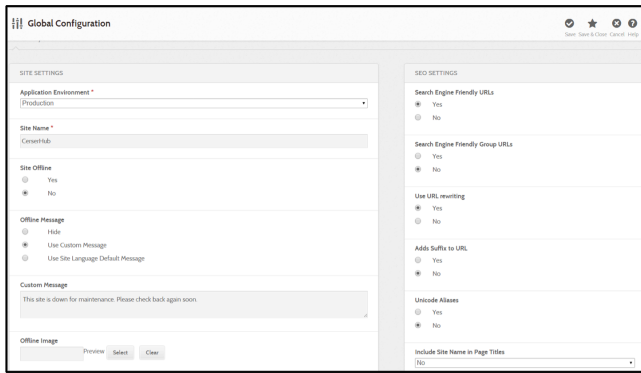 Global Configuration
Save Save & Close Cancel Help
SITE SETTINGS
Application Environment *
Production
Site Name *
CerserHub
Site Offline
Yes
No
Offline Message
Hide
Use Custom Message
Use Site Language Default Message
Custom Message
This site is down for maintenance. Please check back again soon.
Offline Image
Preview Select Clear
SEO SETTINGS
Search Engine Friendly URLs
Yes
No
Search Engine Friendly Group URLs
Yes
No
Use URL rewriting
Yes
No
Adds Suffix to URL
Yes
No
Unicode Aliases
Yes
No
Include Site Name in Page Titles
No